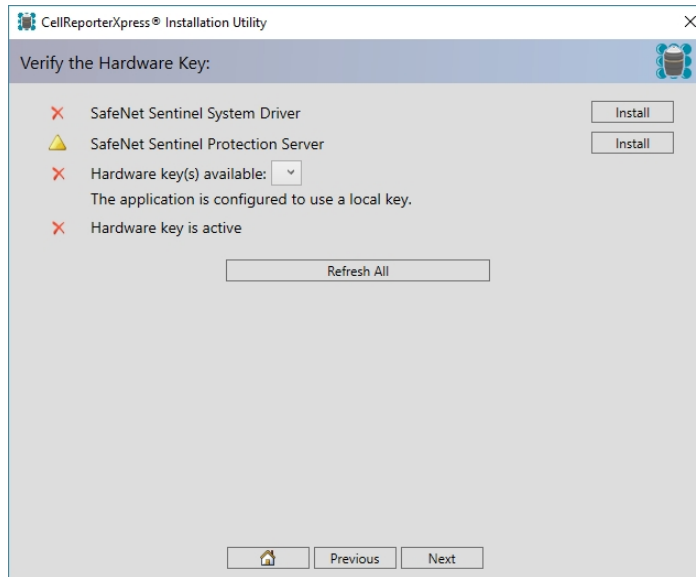 CellReporterXpress® Installation Utility
Verify the Hardware Key:
SafeNet Sentinel System Driver
Install
SafeNet Sentinel Protection Server
Install
Hardware key(s) available:
The application is configured to use a local key.
Hardware key is active
Refresh All
Previous
Next